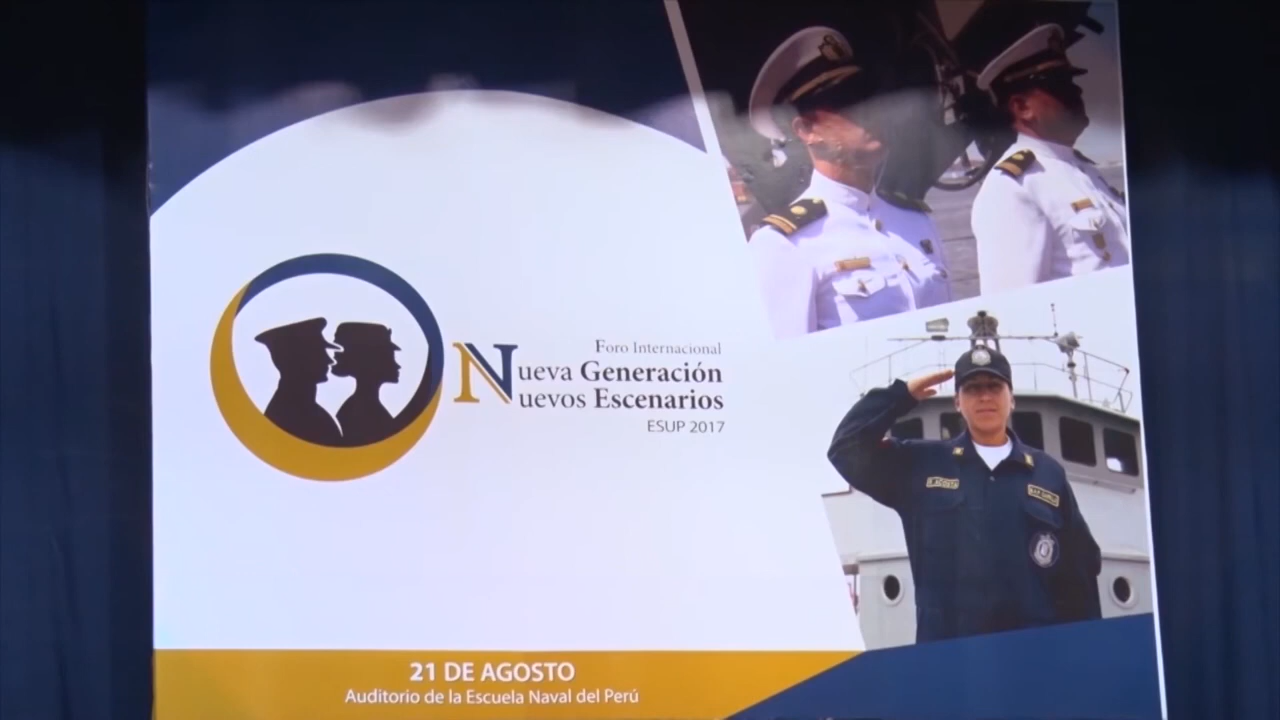 Foro Internacional
Nueva Generación
Nuevos Escenarios
ESUP 2017
21 DE AGOSTO
Auditorio de la Escuela Naval del Perú